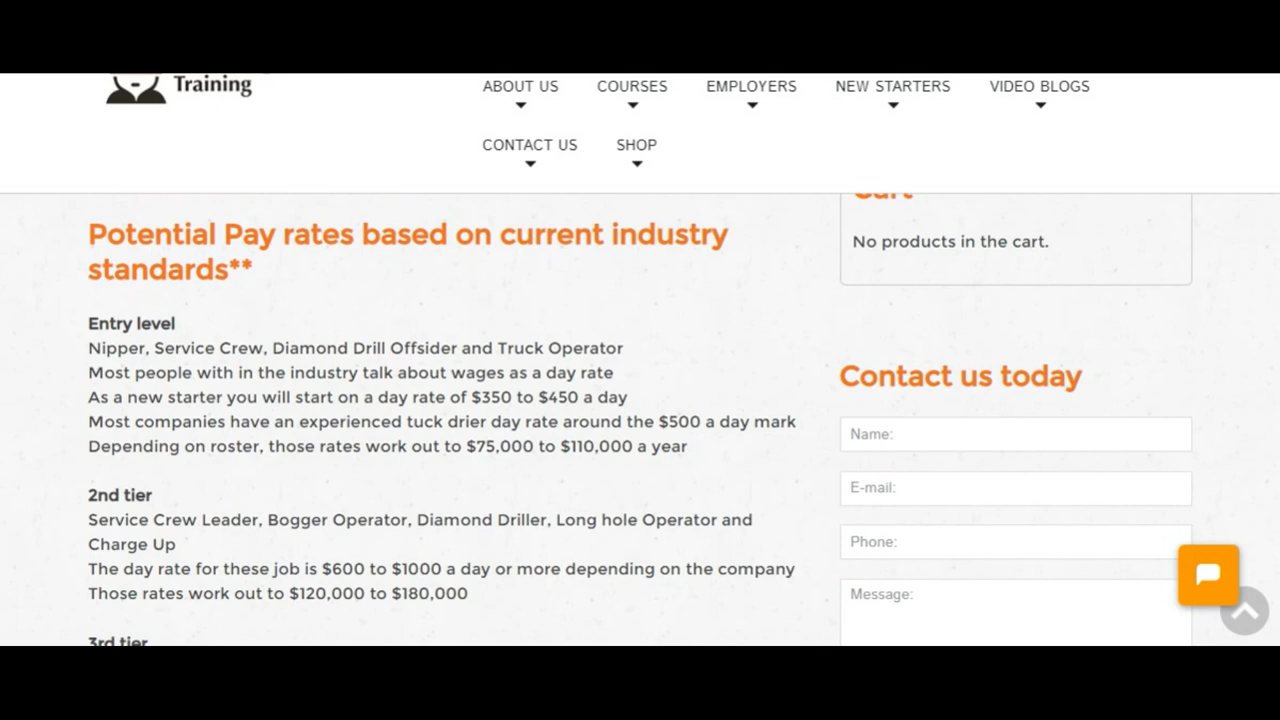 Training
ABOUT US
COURSES
EMPLOYERS
NEW STARTERS
VIDEO BLOGS
CONTACT US
SHOP
Potential Pay rates based on current industry
standards**
Entry level
Nipper, Service Crew, Diamond Drill Offsider and Truck Operator
Most people with in the industry talk about wages as a day rate
As a new starter you will start on a day rate of $350 to $450 a day
Most companies have an experienced tuck drier day rate around the $500 a day mark
Depending on roster, those rates work out to $75,000 to $110,000 a year
2nd tier
Service Crew Leader, Bogger Operator, Diamond Driller, Long hole Operator and
Charge Up
The day rate for these job is $600 to $1000 a day or more depending on the company
Those rates work out to $120,000 to $180,000
3rd tier
Cart
No products in the cart.
Contact us today
Name:
E-mail:
Phone:
Message: